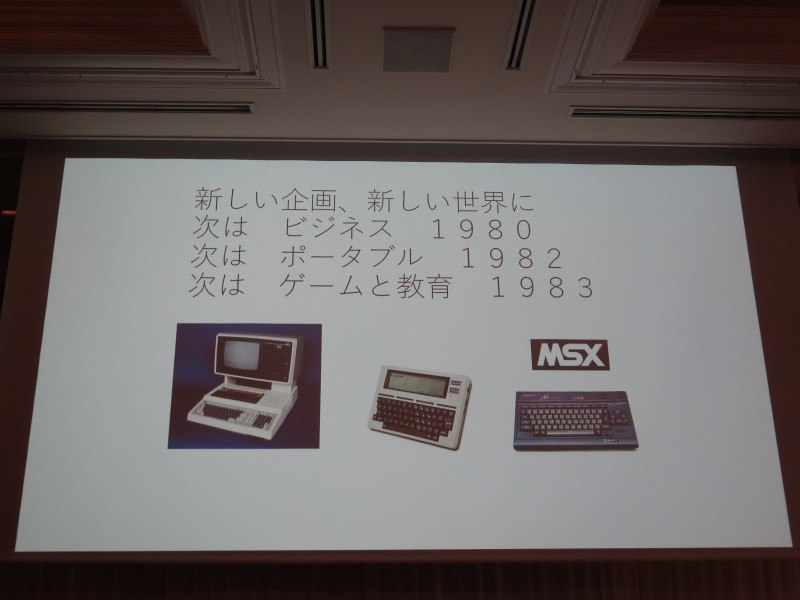 新しい企画、新しい世界に
次は　ビジネス　１９８０
次は　ポータブル　１９８２
次は　ゲームと教育　１９８３
MSX